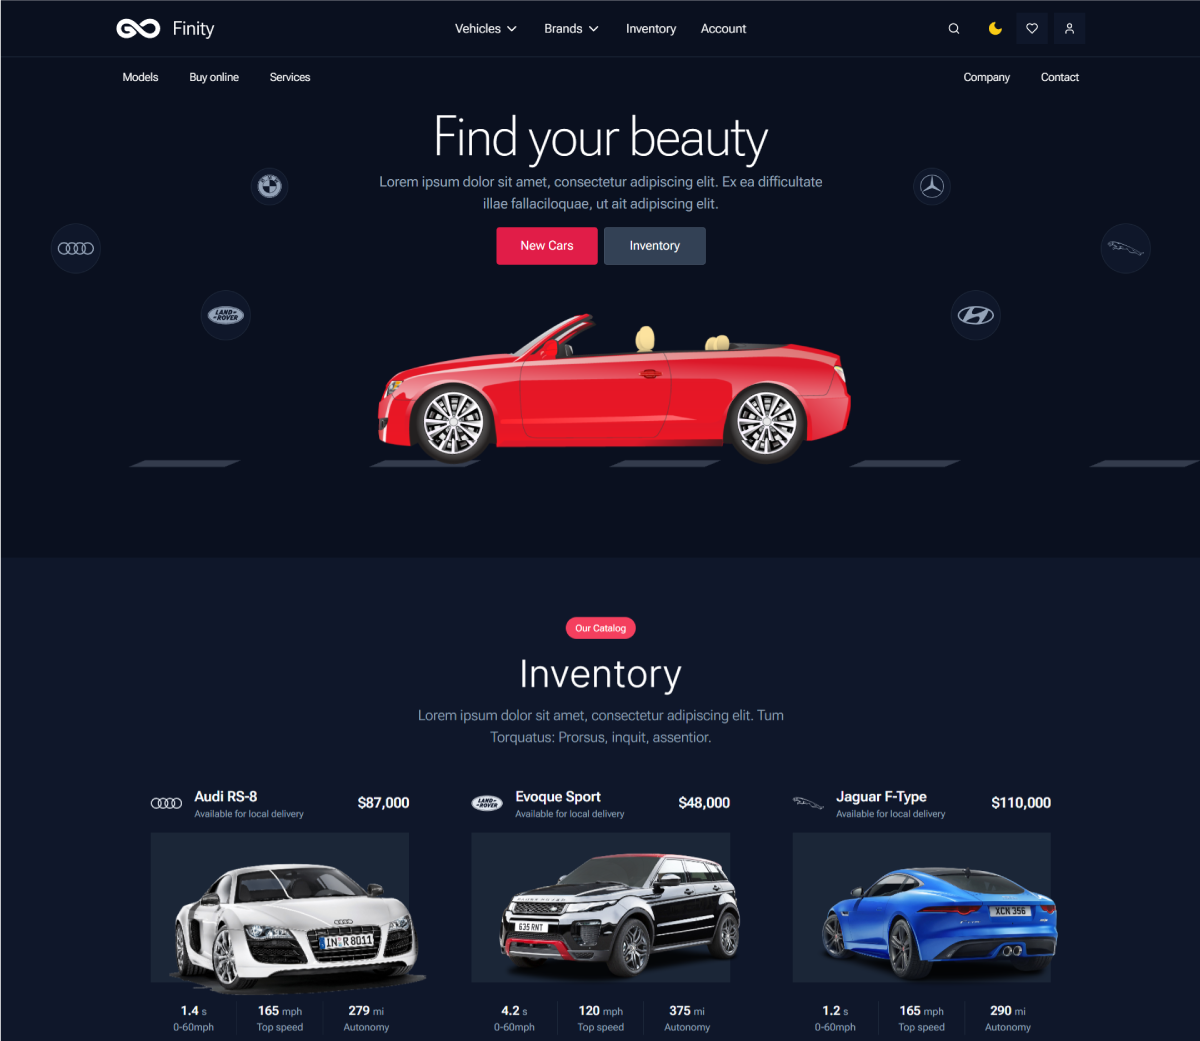 Finity
Vehicles
Brands
Inventory
Account
Models
Buy online
Services
Company
Contact
Find your beauty
Lorem ipsum dolor sit amet, consectetur adipiscing elit. Ex ea difficultate
illae fallaciloquae, ut ait adipiscing elit.
New Cars
Inventory
LAND-
ROVER
Our Catalog
Inventory
Lorem ipsum dolor sit amet, consectetur adipiscing elit. Tum
Torquatus: Prorsus, inquit, assentior.
Audi RS-8
Available for local delivery
$87,000
LAND-
ROVER
Evoque Sport
Available for local delivery
$48,000
Jaguar F-Type
Available for local delivery
$110,000
IN R 8011
RANGE ROVER
635 RNT
XCN 356
1.4 s
0-60mph
165 mph
Top speed
279 mi
Autonomy
4.2 s
0-60mph
120 mph
Top speed
375 mi
Autonomy
1.2 s
0-60mph
165 mph
Top speed
290 mi
Autonomy